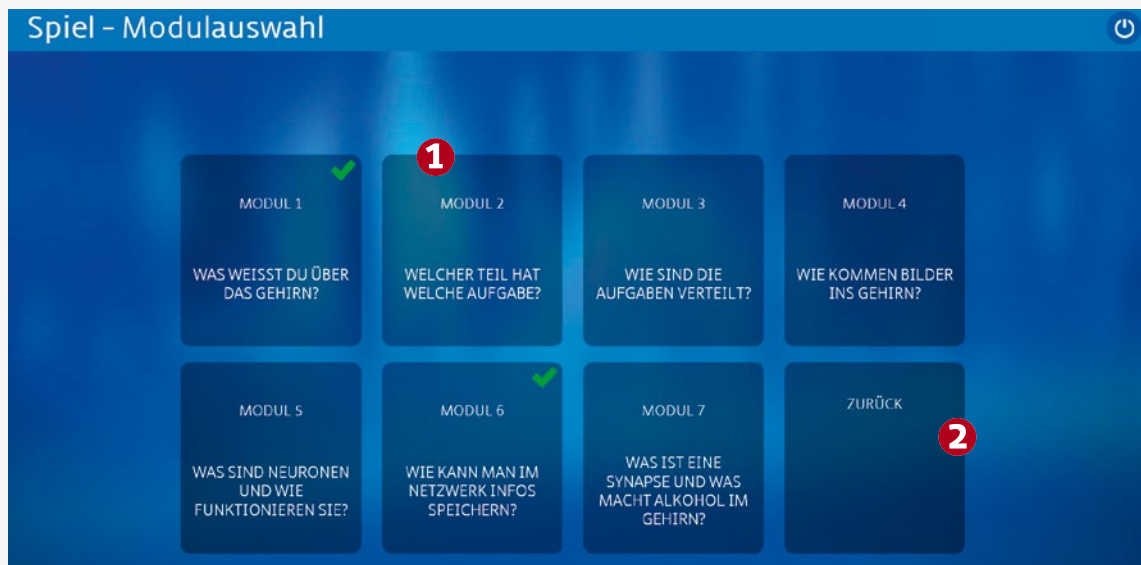 Spiel – Modulauswahl
1
MODUL 1
WAS WEISST DU ÜBER
DAS GEHIRN?
MODUL 2
WELCHER TEIL HAT
WELCHE AUFGABE?
MODUL 3
WIE SIND DIE
AUFGABEN VERTEILT?
MODUL 4
WIE KOMMEN BILDER
INS GEHIRN?
MODUL 5
WAS SIND NEURONEN
UND WIE
FUNKTIONIEREN SIE?
MODUL 6
WIE KANN MAN IM
NETZWERK INFOS
SPEICHERN?
MODUL 7
WAS IST EINE
SYNAPSE UND WAS
MACHT ALKOHOL IM
GEHIRN?
ZURÜCK
2